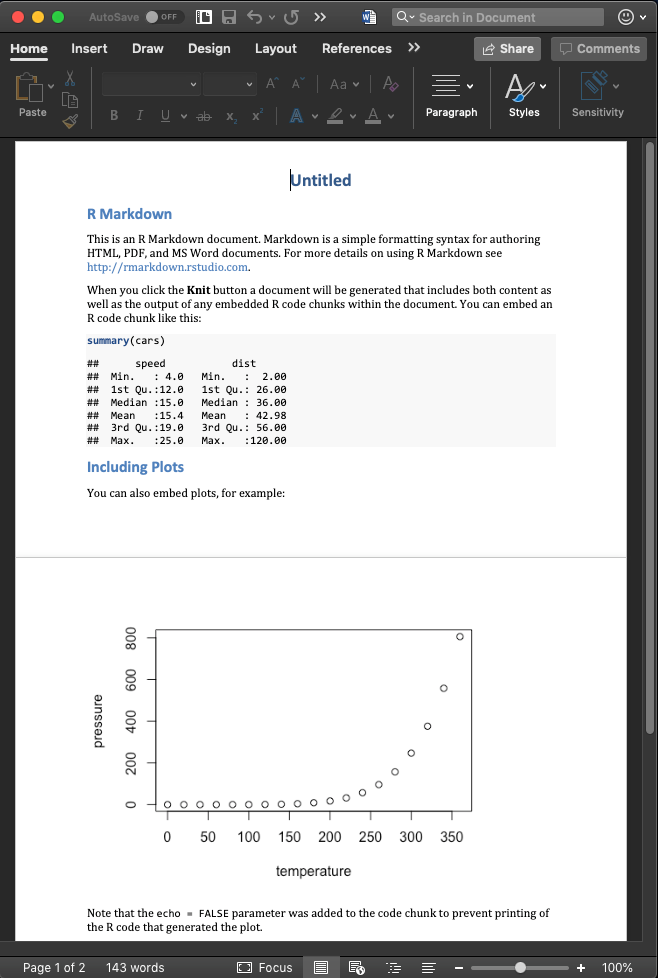 AutoSave OFF Search in Document
Home Insert Draw Design Layout References Share Comments
Paste B I U ab x x A A A A Aa A Paragraph Styles Sensitivity
Untitled
R Markdown
This is an R Markdown document. Markdown is a simple formatting syntax for authoring
HTML, PDF, and MS Word documents. For more details on using R Markdown see
http://rmarkdown.rstudio.com.
When you click the Knit button a document will be generated that includes both content as
well as the output of any embedded R code chunks within the document. You can embed an
R code chunk like this:
summary(cars)
## speed dist
## Min. : 4.0 Min. : 2.00
## 1st Qu.:12.0 1st Qu.: 26.00
## Median :15.0 Median : 36.00
## Mean :15.4 Mean : 42.98
## 3rd Qu.:19.0 3rd Qu.: 56.00
## Max. :25.0 Max. :120.00
Including Plots
You can also embed plots, for example:
pressure
800
600
400
200
0
0 50 100 150 200 250 300 350
temperature
Note that the echo = FALSE parameter was added to the code chunk to prevent printing of
the R code that generated the plot.
Page 1 of 2 143 words Focus 100%